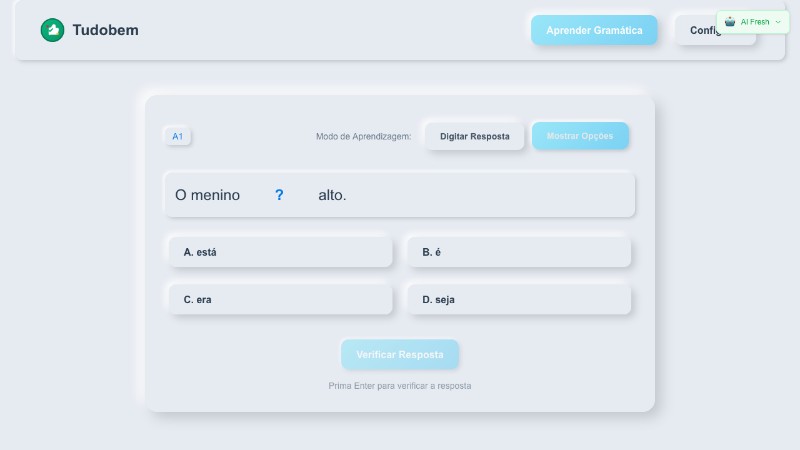 Tudobem
Aprender Gramática
AI Fresh
A1
Modo de Aprendizagem:
Digitar Resposta
Mostrar Opções
O menino ? alto.
A. está
B. é
C. era
D. seja
Verificar Resposta
Prima Enter para verificar a resposta